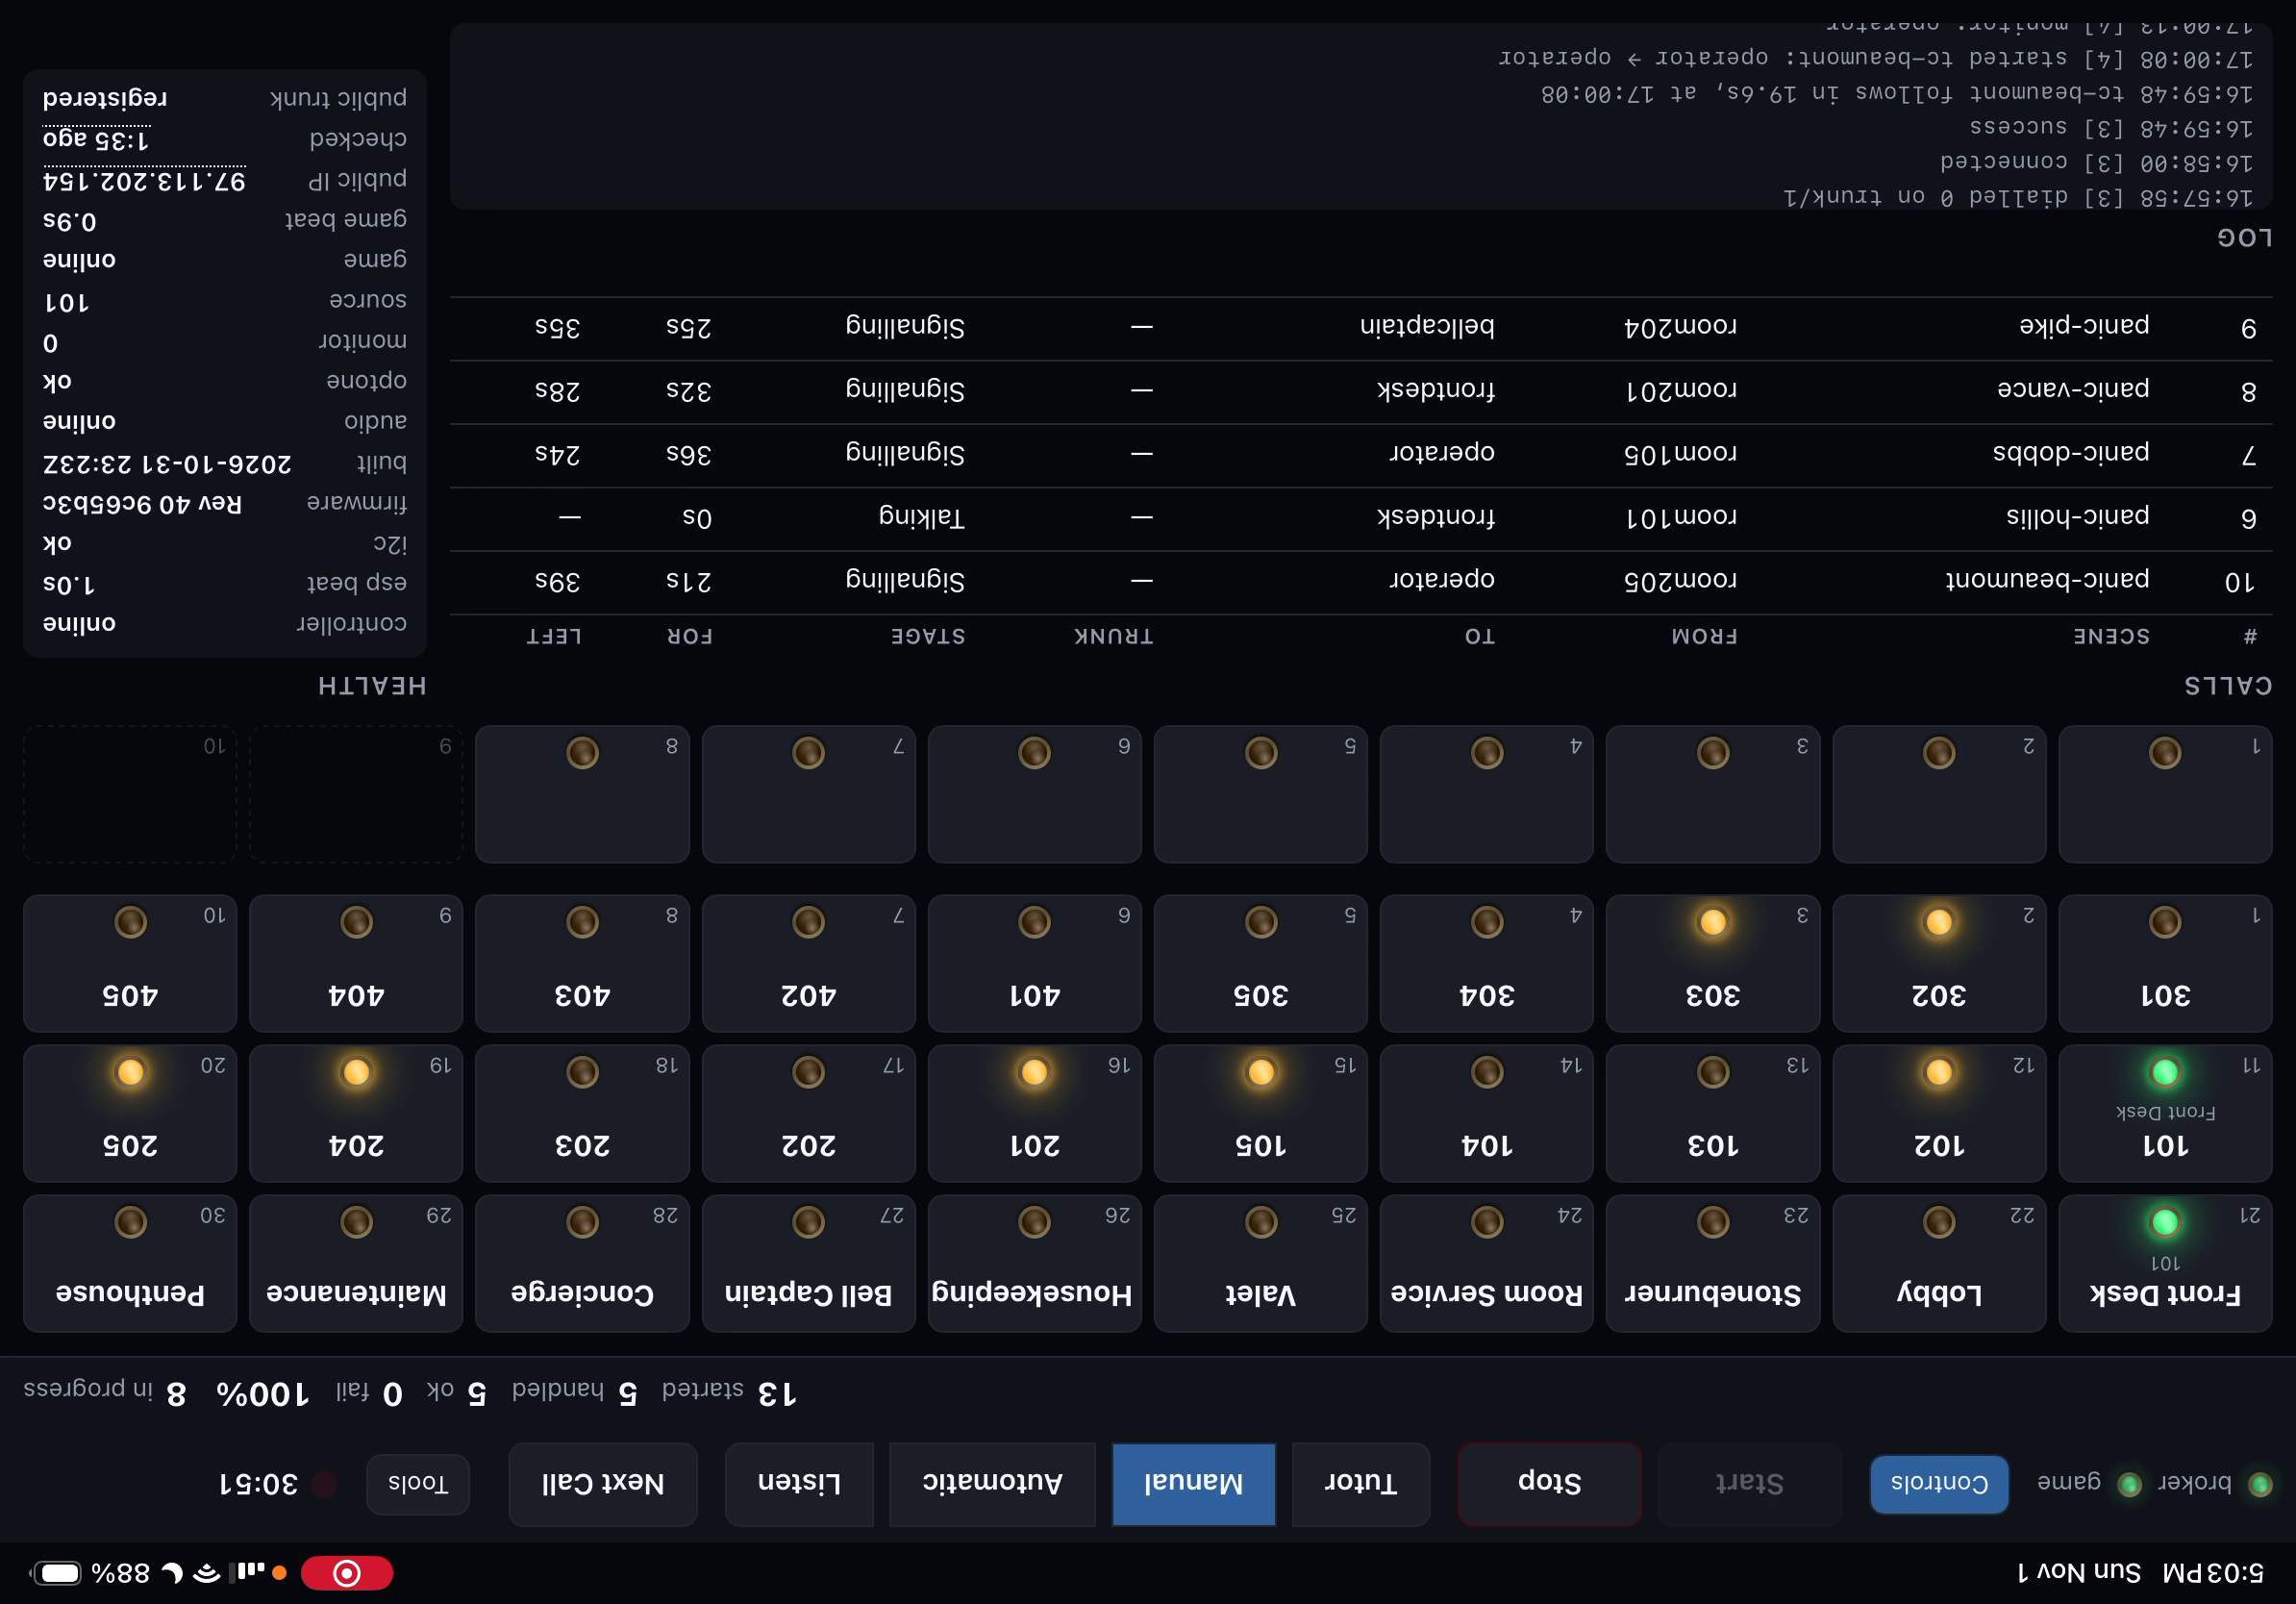 5:03 PM Sun Nov 1 88%
broker game Controls Start Stop Tutor Manual Automatic Listen Next Call Tools 30:51
13 started 5 handled 5 ok 0 fail 100% 8 in progress
Front Desk Lobby Stoneburner Room Service Valet Housekeeping Bell Captain Concierge Maintenance Penthouse
101
21 22 23 24 25 26 27 28 29 30
101 102 103 104 105 201 202 203 204 205
Front Desk
11 12 13 14 15 16 17 18 19 20
301 302 303 304 305 401 402 403 404 405
1 2 3 4 5 6 7 8 9 10
1 2 3 4 5 6 7 8 9 10
CALLS
# SCENE FROM TO TRUNK STAGE FOR LEFT
10 panic-beaumont room205 operator — Signalling 21s 39s
6 panic-hollis room101 frontdesk — Talking 0s —
7 panic-dobbs room105 operator — Signalling 36s 24s
8 panic-vance room201 frontdesk — Signalling 32s 28s
9 panic-pike room204 bellcaptain — Signalling 25s 35s
LOG
16:57:58 [3] dialled 0 on trunk/1
16:58:00 [3] connected
16:59:48 [3] success
16:59:48 tc-beaumont follows in 19.6s, at 17:00:08
17:00:08 [4] started tc-beaumont: operator → operator
17:00:13 [4] monitor: operator
HEALTH
controller online
esp beat 1.0s
i2c ok
firmware Rev 40 9c65b3c
built 2026-10-31 23:23Z
audio online
optone ok
monitor 0
source 101
game online
game beat 0.9s
public IP 97.113.202.154
checked 1:35 ago
public trunk registered